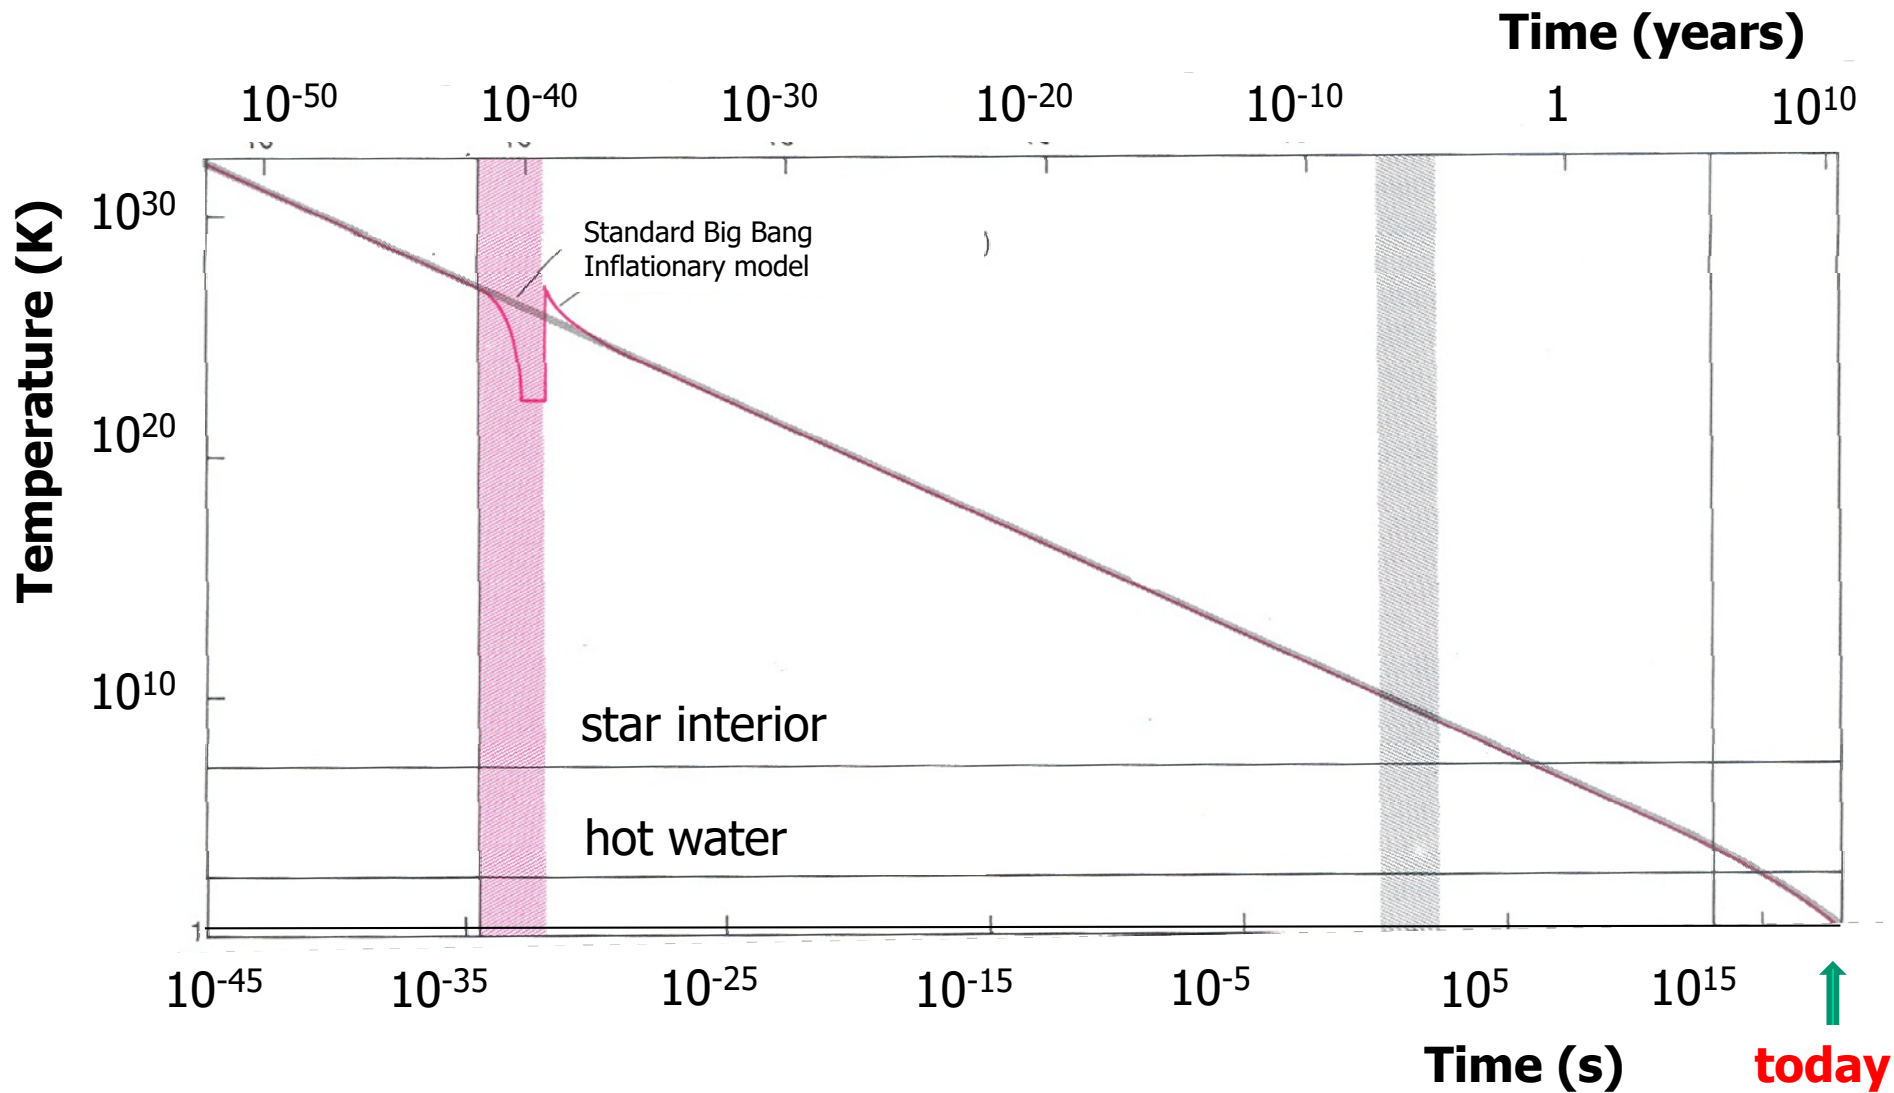 Time (years)
10⁻⁵⁰ 10⁻⁴⁰ 10⁻³⁰ 10⁻²⁰ 10⁻¹⁰ 1 10¹⁰
Temperature (K)
10³⁰
10²⁰
10¹⁰
1
Standard Big Bang
Inflationary model
)
star interior
hot water
10⁻⁴⁵ 10⁻³⁵ 10⁻²⁵ 10⁻¹⁵ 10⁻⁵ 10⁵ 10¹⁵
Time (s) today